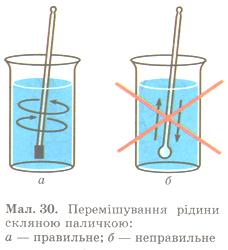 а
б
Мал. 30. Перемішування рідини
скляною паличкою:
а — правильне; б — неправильне